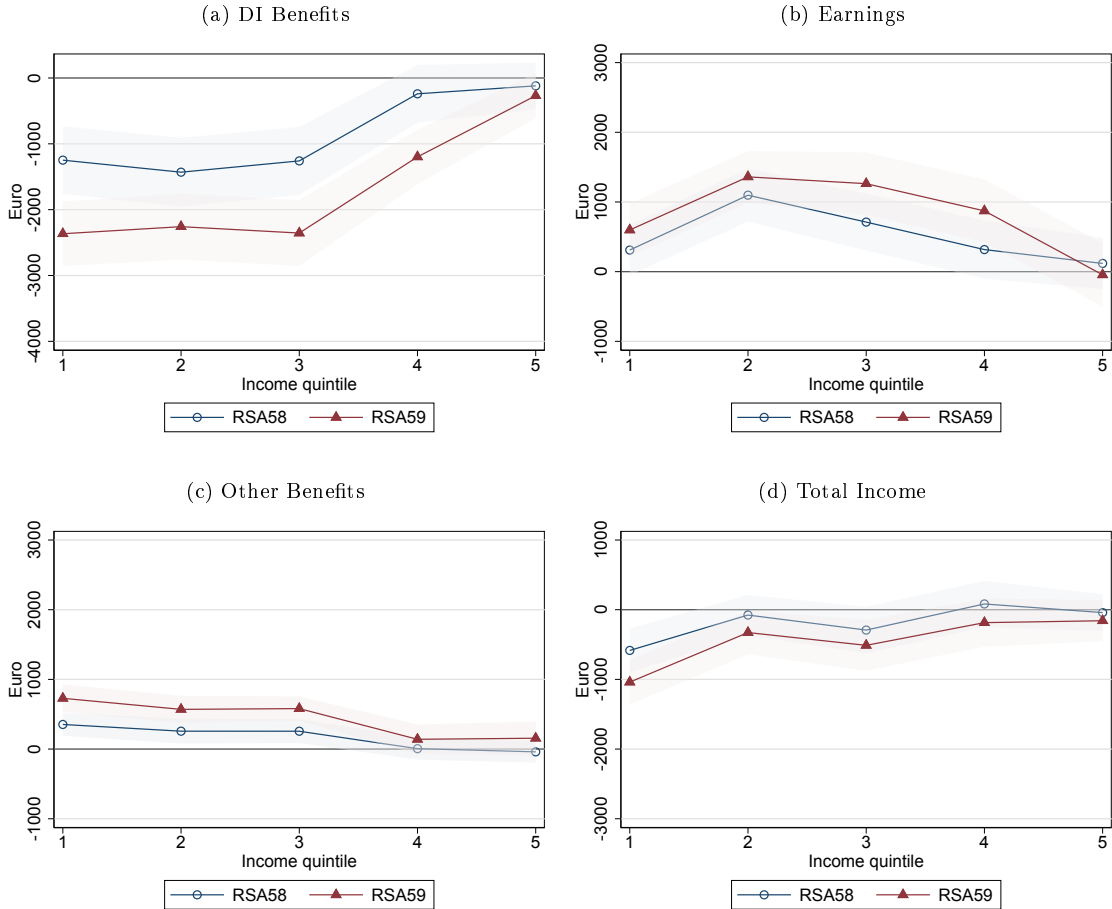 (a) DI Benefits
Euro
0
-1000
-2000
-3000
-4000
1 2 3 4 5
Income quintile
RSA58 RSA59
(b) Earnings
Euro
3000
2000
1000
0
-1000
1 2 3 4 5
Income quintile
RSA58 RSA59
(c) Other Benefits
Euro
3000
2000
1000
0
-1000
1 2 3 4 5
Income quintile
RSA58 RSA59
(d) Total Income
Euro
1000
0
-1000
-2000
-3000
1 2 3 4 5
Income quintile
RSA58 RSA59